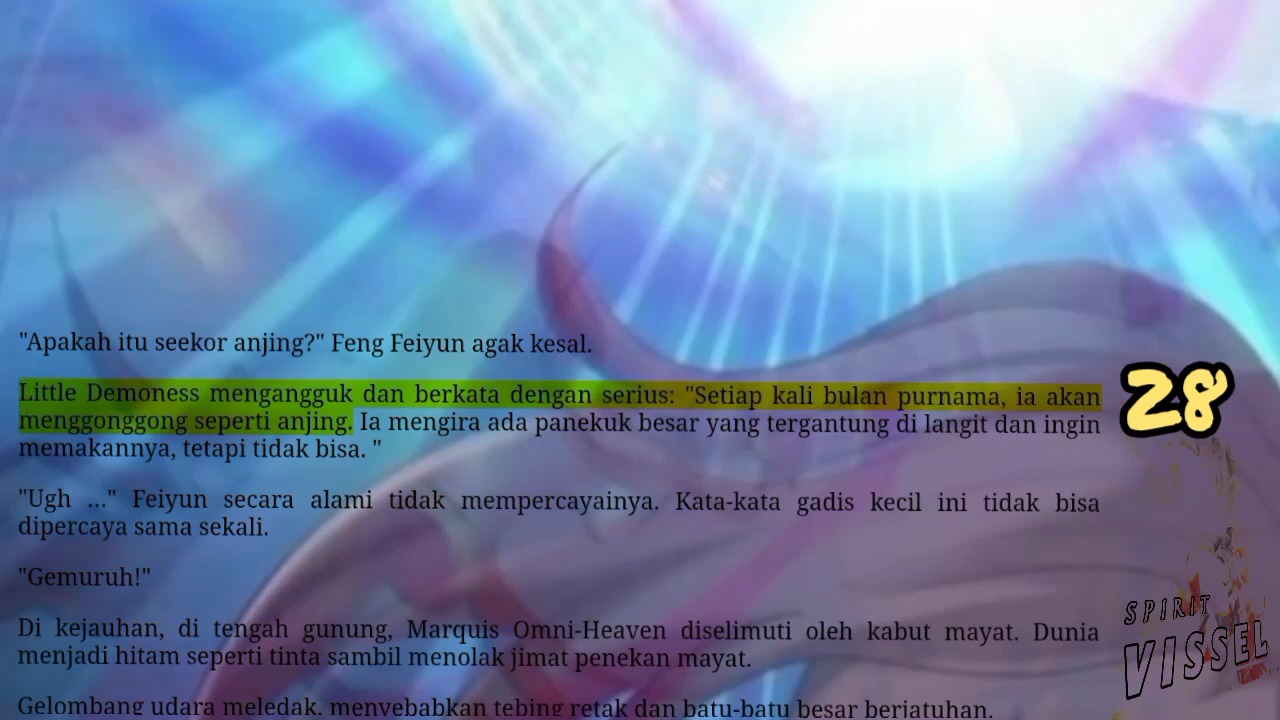 "Apakah itu seekor anjing?" Feng Feiyun agak kesal.
Little Demoness mengangguk dan berkata dengan serius: "Setiap kali bulan purnama, ia akan
menggonggong seperti anjing. Ia mengira ada panekuk besar yang tergantung di langit dan ingin
memakannya, tetapi tidak bisa. "
28
"Ugh ..." Feiyun secara alami tidak mempercayainya. Kata-kata gadis kecil ini tidak bisa
dipercaya sama sekali.
"Gemuruh!"
Di kejauhan, di tengah gunung, Marquis Omni-Heaven diselimuti oleh kabut mayat. Dunia
menjadi hitam seperti tinta sambil menolak jimat penekan mayat.
SPIRIT
VISSEL
Gelombang udara meledak, menyebabkan tebing retak dan batu-batu besar berjatuhan.